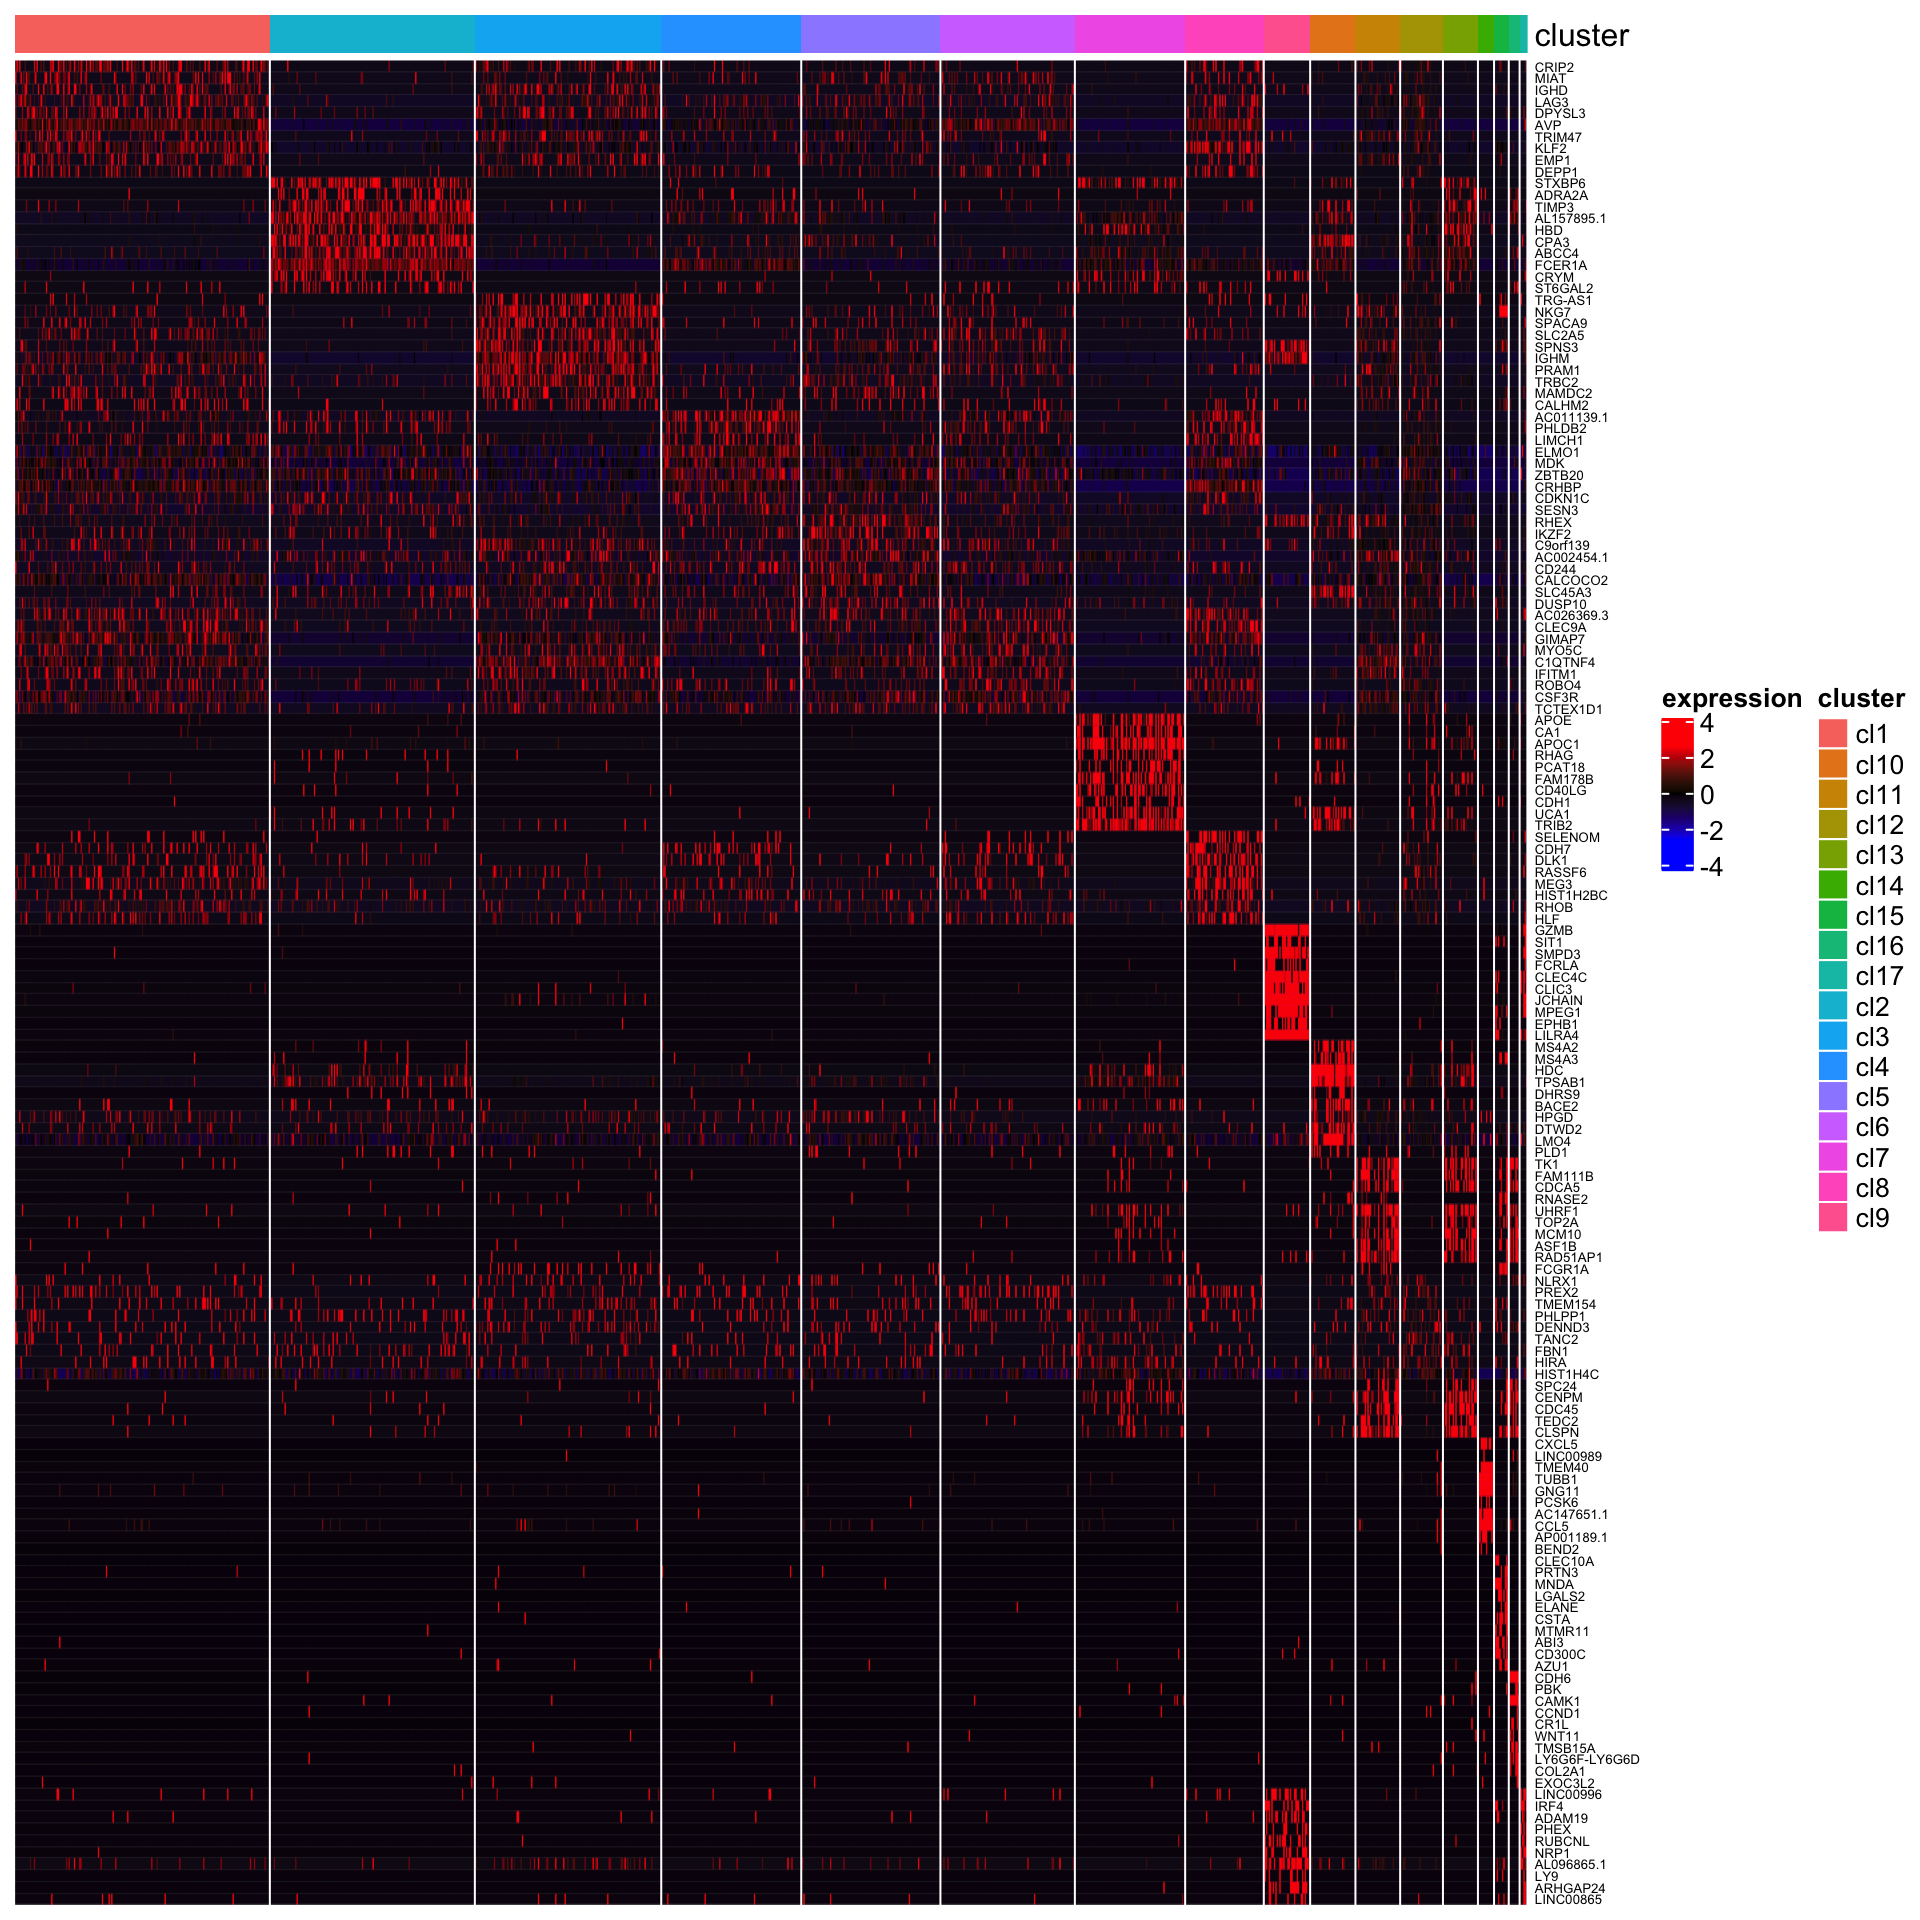 cluster
CRIP2
MIAT
IGHD
LAG3
DPYSL3
AVP
TRIM47
KLF2
EMP1
DEPP1
STXBP6
ADRA2A
TIMP3
AL157895.1
HBD
CPA3
ABCC4
FCER1A
CRYM
ST6GAL2
TRG-AS1
NKG7
SPACA9
SLC2A5
SPNS3
IGHM
PRAM1
TRBC2
MAMDC2
CALHM2
AC011139.1
PHLDB2
LIMCH1
ELMO1
MDK
ZBTB20
CRHBP
CDKN1C
SESN3
RHEX
IKZF2
C9orf139
AC002454.1
CD244
CALCOCO2
SLC45A3
DUSP10
AC026369.3
CLEC9A
GIMAP7
MYO5C
C1QTNF4
IFITM1
ROBO4
CSF3R
TCTEX1D1
APOE
CA1
APOC1
RHAG
PCAT18
FAM178B
CD40LG
CDH1
UCA1
TRIB2
SELENOM
CDH7
DLK1
RASSF6
MEG3
HIST1H2BC
RHOB
HLF
GZMB
SIT1
SMPD3
FCRLA
CLEC4C
CLIC3
JCHAIN
MPEG1
EPHB1
LILRA4
MS4A2
MS4A3
HDC
TPSAB1
DHRS9
BACE2
HPGD
DTWD2
LMO4
PLD1
TK1
FAM111B
CDCA5
RNASE2
UHRF1
TOP2A
MCM10
ASF1B
RAD51AP1
FCGR1A
NLRX1
PREX2
TMEM154
PHLPP1
DENND3
TANC2
FBN1
HIRA
HIST1H4C
SPC24
CENPM
CDC45
TEDC2
CLSPN
CXCL5
LINC00989
TMEM40
TUBB1
GNG11
PCSK6
AC147651.1
CCL5
AP001189.1
BEND2
CLEC10A
PRTN3
MNDA
LGALS2
ELANE
CSTA
MTMR11
ABI3
CD300C
AZU1
CDH6
PBK
CAMK1
CCND1
CR1L
WNT11
TMSB15A
LY6G6F-LY6G6D
COL2A1
EXOC3L2
LINC00996
IRF4
ADAM19
PHEX
RUBCNL
NRP1
AL096865.1
LY9
ARHGAP24
LINC00865
expression
4
2
0
-2
-4
cluster
cl1
cl10
cl11
cl12
cl13
cl14
cl15
cl16
cl17
cl2
cl3
cl4
cl5
cl6
cl7
cl8
cl9